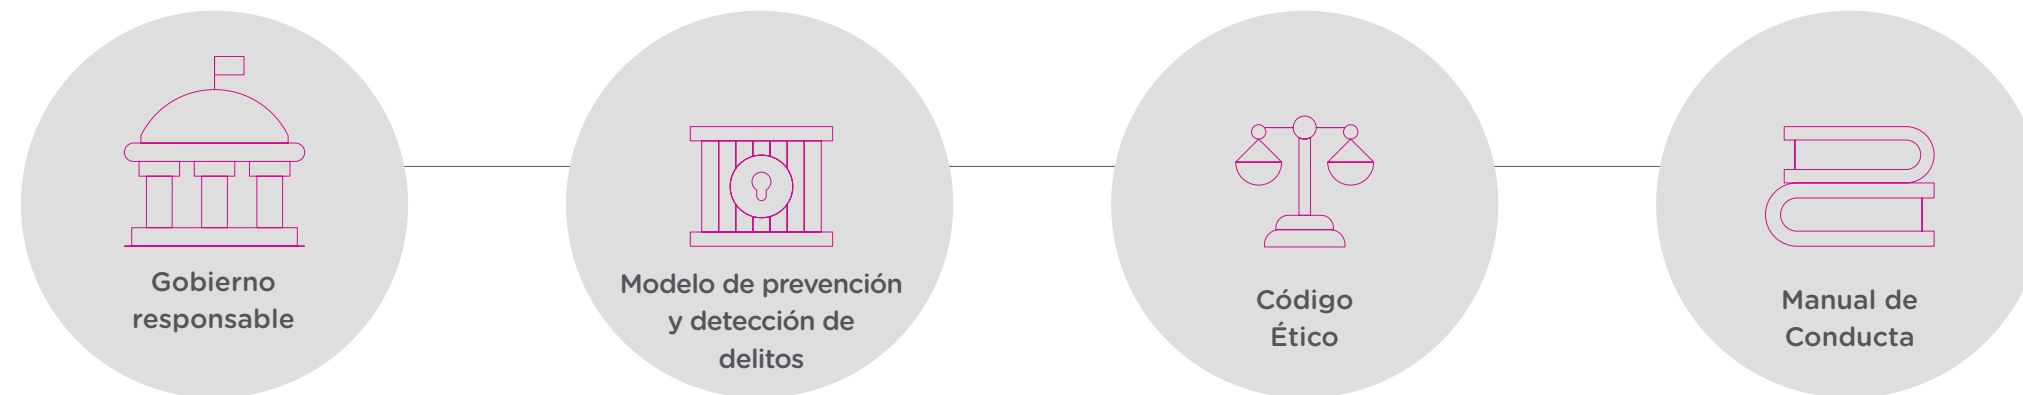 Gobierno
responsable
Modelo de prevención
y detección de
delitos
Código
Ético
Manual de
Conducta